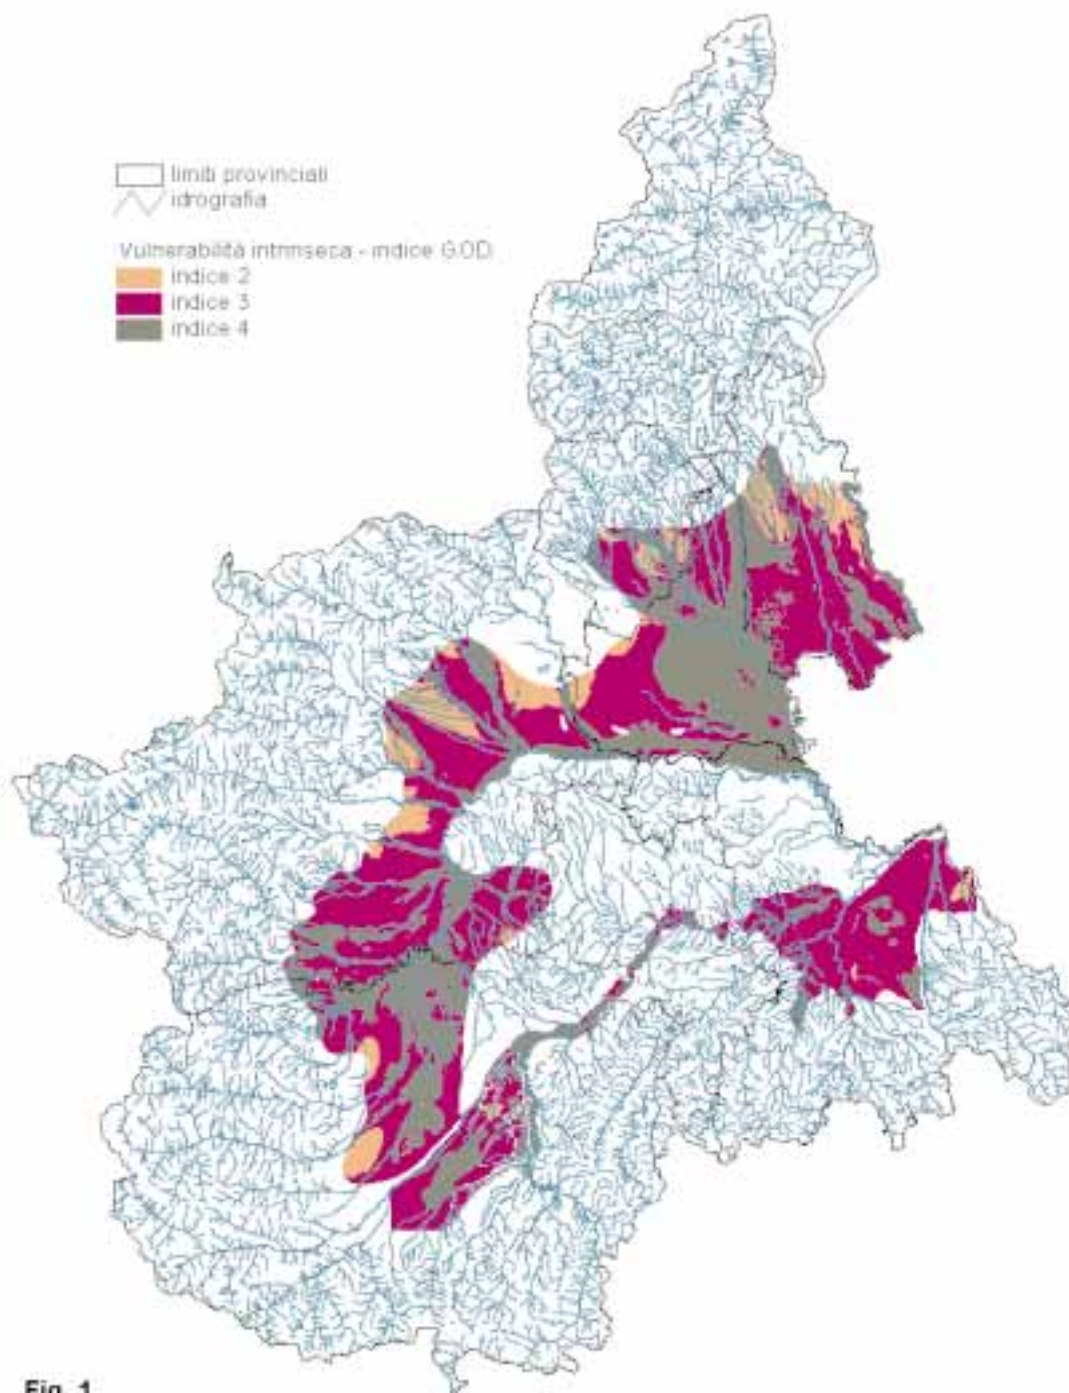 limiti provinciali
idrografia
Vulnerabilità intrinseca - indice G.O.D.
indice 2
indice 3
indice 4
Fig. 1